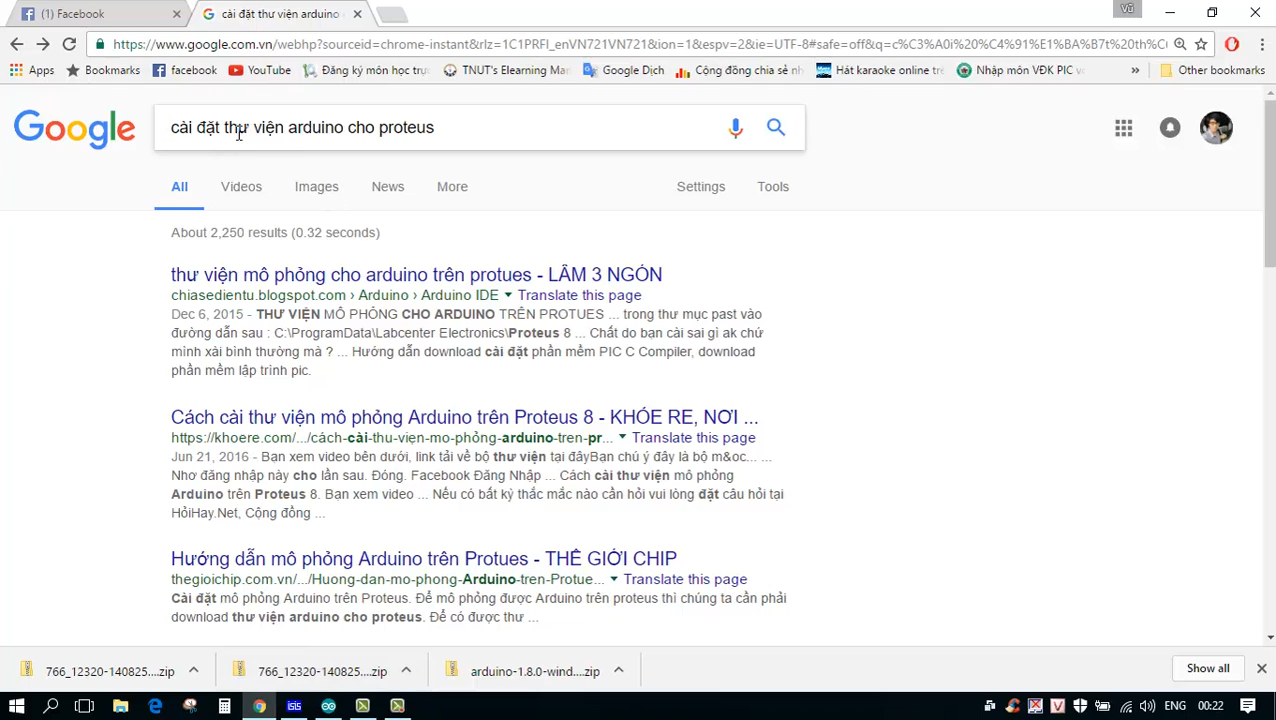 (1) Facebook
cài đặt thư viện arduino
Vũ
https://www.google.com.vn/webhp?sourceid=chrome-instant&rlz=1C1PRFI_enVN721VN721&ion=1&espv=2&ie=UTF-8#safe=off&q=c%C3%A0i%20%C4%91%E1%BA%B7t%20th%C
Apps Bookmarks facebook YouTube Đăng ký môn học trực TNUT's Elearning Ma Google Dịch Cộng đồng chia sẻ nh Hát karaoke online tr Nhập môn VĐK PIC v » Other bookmarks
Google
cài đặt thư viện arduino cho proteus
All Videos Images News More Settings Tools
About 2,250 results (0.32 seconds)
thư viện mô phỏng cho arduino trên protues - LÂM 3 NGÓN
chiasedientu.blogspot.com › Arduino › Arduino IDE Translate this page
Dec 6, 2015 - THƯ VIỆN MÔ PHỎNG CHO ARDUINO TRÊN PROTUES ... trong thư mục past vào
đường dẫn sau : C:\ProgramData\Labcenter Electronics\Proteus 8 ... Chất do bạn cài sai gì ak chứ
mình xài bình thường mà ? ... Hướng dẫn download cài đặt phần mềm PIC C Compiler, download
phần mềm lập trình pic.
Cách cài thư viện mô phỏng Arduino trên Proteus 8 - KHỎE RE, NƠI ...
https://khoere.com/.../cách-cài-thu-vien-mo-phỏng-arduino-tren-pr... Translate this page
Jun 21, 2016 - Bạn xem video bên dưới, link tải về bộ thư viện tại đâyBạn chú ý đây là bộ m&oc... ...
Nhơ đăng nhập này cho lần sau. Đóng. Facebook Đăng Nhập ... Cách cài thư viện mô phỏng
Arduino trên Proteus 8. Bạn xem video ... Nếu có bất kỳ thắc mắc nào cần hỏi vui lòng đặt câu hỏi tại
HỏiHay.Net, Cộng đồng ...
Hướng dẫn mô phỏng Arduino trên Protues - THẾ GIỚI CHIP
thegioichip.com.vn/.../Huong-dan-mo-phong-Arduino-tren-Protue... Translate this page
Cài đặt mô phỏng Arduino trên Proteus. Để mô phỏng được Arduino trên proteus thì chúng ta cần phải
download thư viện arduino cho proteus. Để có được thư ...
766_12320-140825....zip 766_12320-140825....zip arduino-1.8.0-wind....zip Show all
ENG 00:22